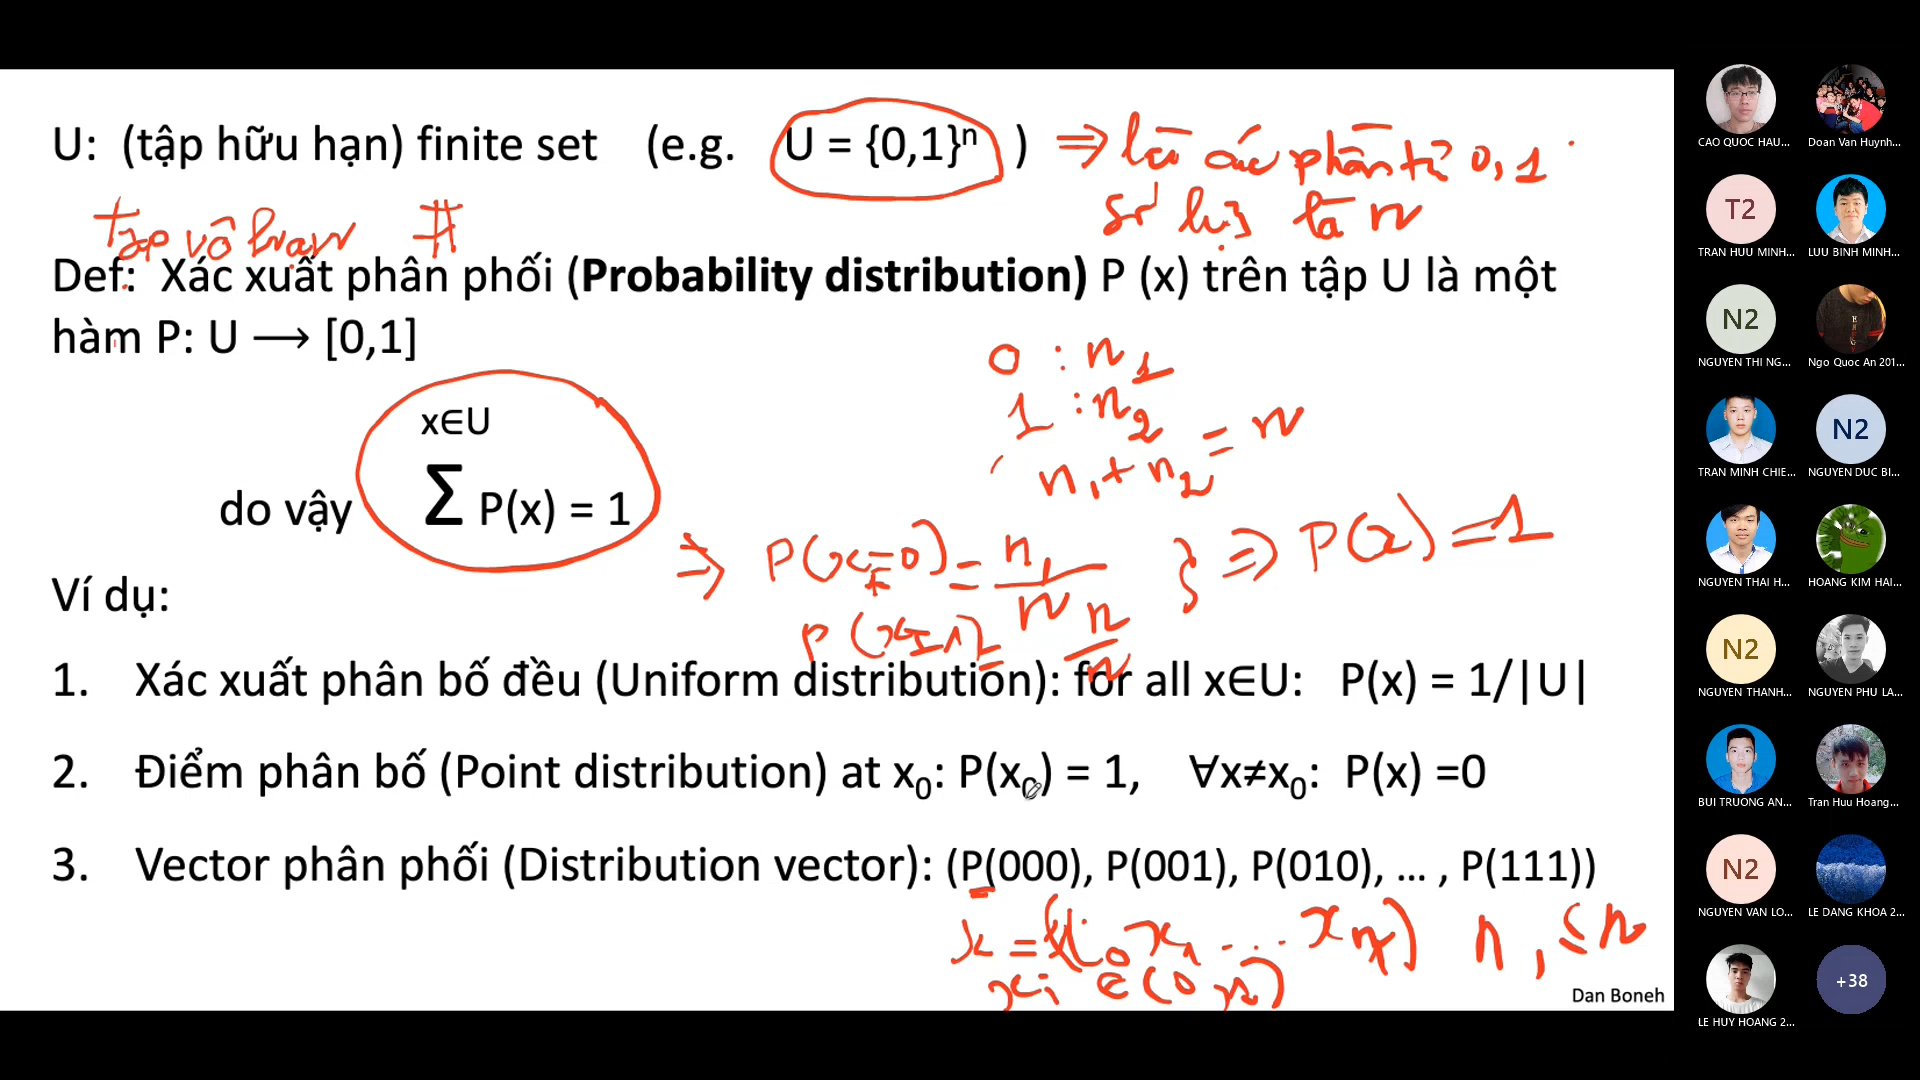 U: (tập hữu hạn) finite set (e.g. U = {0,1}ⁿ ) ⇒ là các phần tử 0, 1
số lg là n
tập vô hạn #
Def: Xác xuất phân phối (Probability distribution) P (x) trên tập U là một
hàm P: U ⟶ [0,1]
0 : n₁
1 : n₂
n₁ + n₂ = n
x∈U
do vậy Σ P(x) = 1
⇒ P(x=0) = n₁/n } ⇒ P(x) = 1
P(x=1) = n/n
Ví dụ:
1. Xác xuất phân bố đều (Uniform distribution): for all x∈U: P(x) = 1/|U|
2. Điểm phân bố (Point distribution) at x₀: P(x₀) = 1, ∀x≠x₀: P(x) =0
3. Vector phân phối (Distribution vector): (P(000), P(001), P(010), ... , P(111))
Dan Boneh
CAO QUOC HAU...
Doan Van Huynh...
T2
TRAN HUU MINH...
LUU BINH MINH...
N2
NGUYEN THI NG...
Ngo Quoc An 201...
TRAN MINH CHIE...
N2
NGUYEN DUC BI...
NGUYEN THAI H...
HOANG KIM HAI...
N2
NGUYEN THANH...
NGUYEN PHU LA...
BUI TRUONG AN...
Tran Huu Hoang...
N2
NGUYEN VAN LO...
LE DANG KHOA 2...
LE HUY HOANG 2...
+38